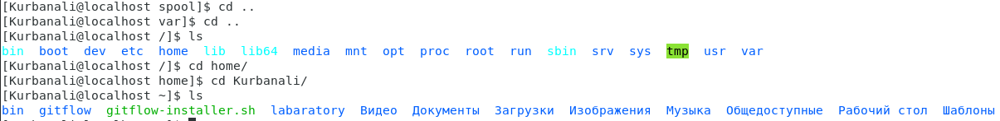 [Kurbanali@localhost spool]$ cd ..
[Kurbanali@localhost var]$ cd ..
[Kurbanali@localhost /]$ ls
bin  boot  dev  etc  home  lib  lib64  media  mnt  opt  proc  root  run  sbin  srv  sys  tmp  usr  var
[Kurbanali@localhost /]$ cd home/
[Kurbanali@localhost home]$ cd Kurbanali/
[Kurbanali@localhost ~]$ ls
bin  gitflow  gitflow-installer.sh  labaratory  Видео  Документы  Загрузки  Изображения  Музыка  Общедоступные  Рабочий стол  Шаблоны